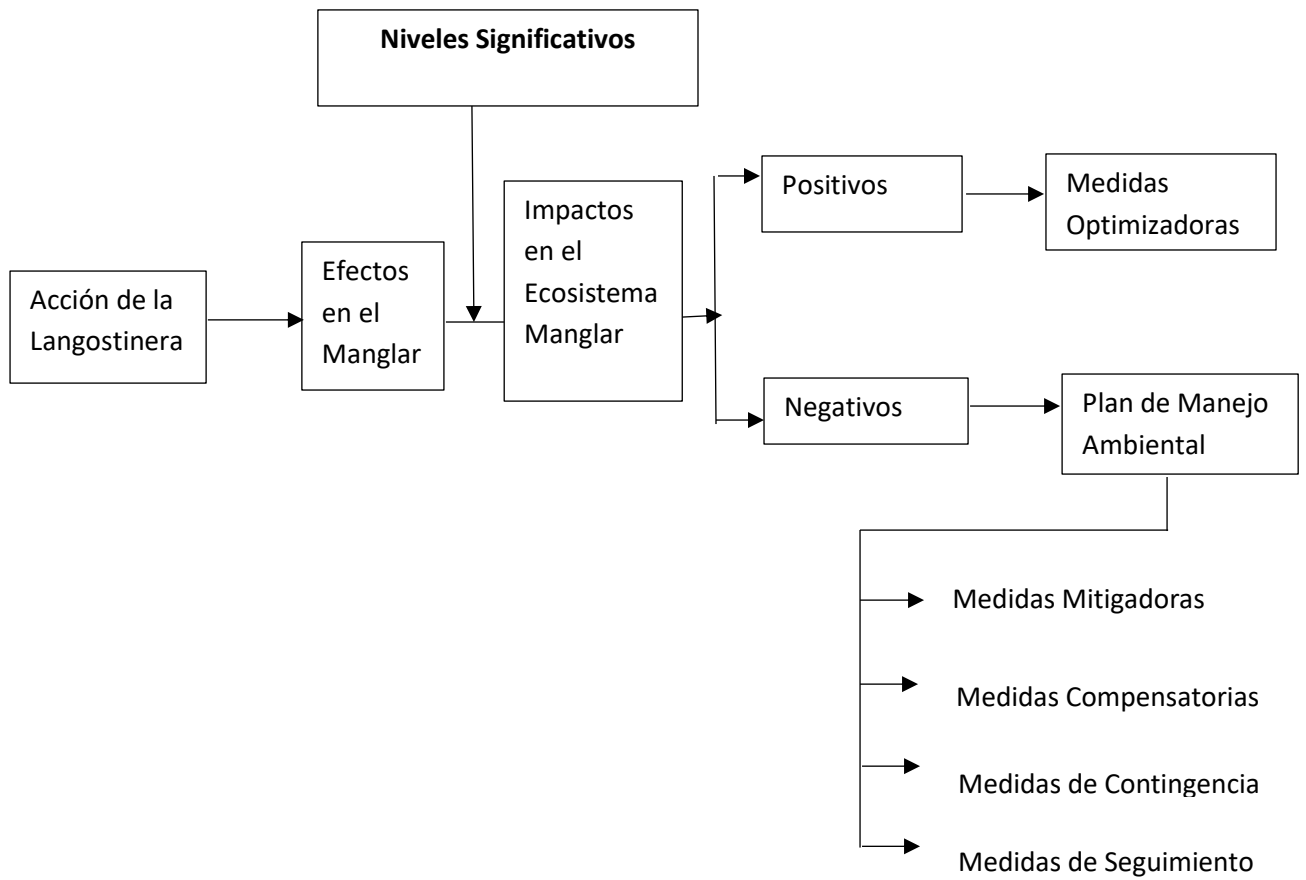 Niveles Significativos
Acción de la
Langostinera
Efectos
en el
Manglar
Impactos
en el
Ecosistema
Manglar
Positivos
Medidas
Optimizadoras
Negativos
Plan de Manejo
Ambiental
Medidas Mitigadoras
Medidas Compensatorias
Medidas de Contingencia
Medidas de Seguimiento